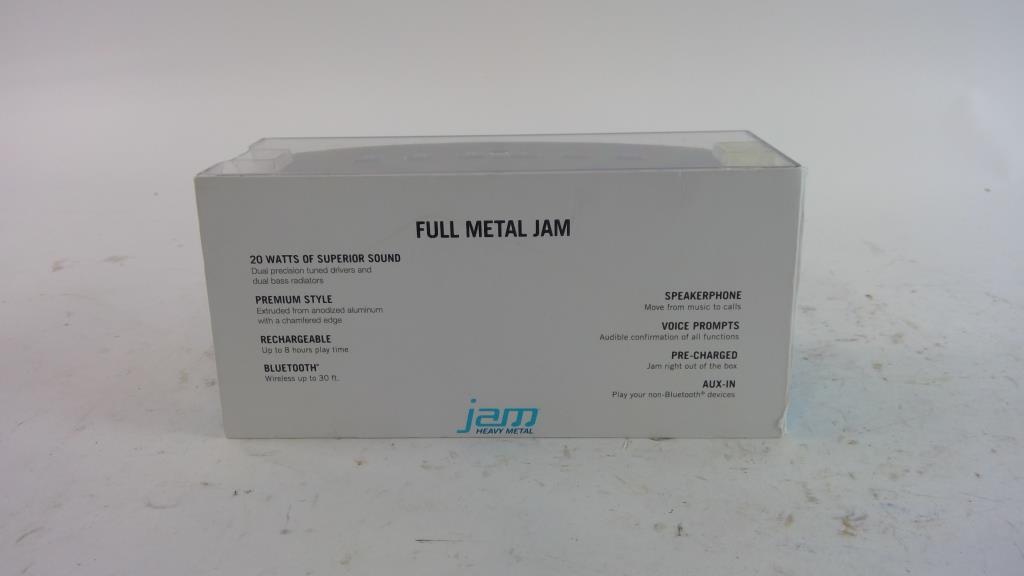 FULL METAL JAM
20 WATTS OF SUPERIOR SOUND
Dual precision tuned drivers and
dual bass radiators
PREMIUM STYLE
Extruded from anodized aluminum
with a chamfered edge
RECHARGEABLE
Up to 8 hours play time
BLUETOOTH®
Wireless up to 30 ft.
SPEAKERPHONE
Move from music to calls
VOICE PROMPTS
Audible confirmation of all functions
PRE-CHARGED
Jam right out of the box
AUX-IN
Play your non-Bluetooth® devices
jam
HEAVY METAL